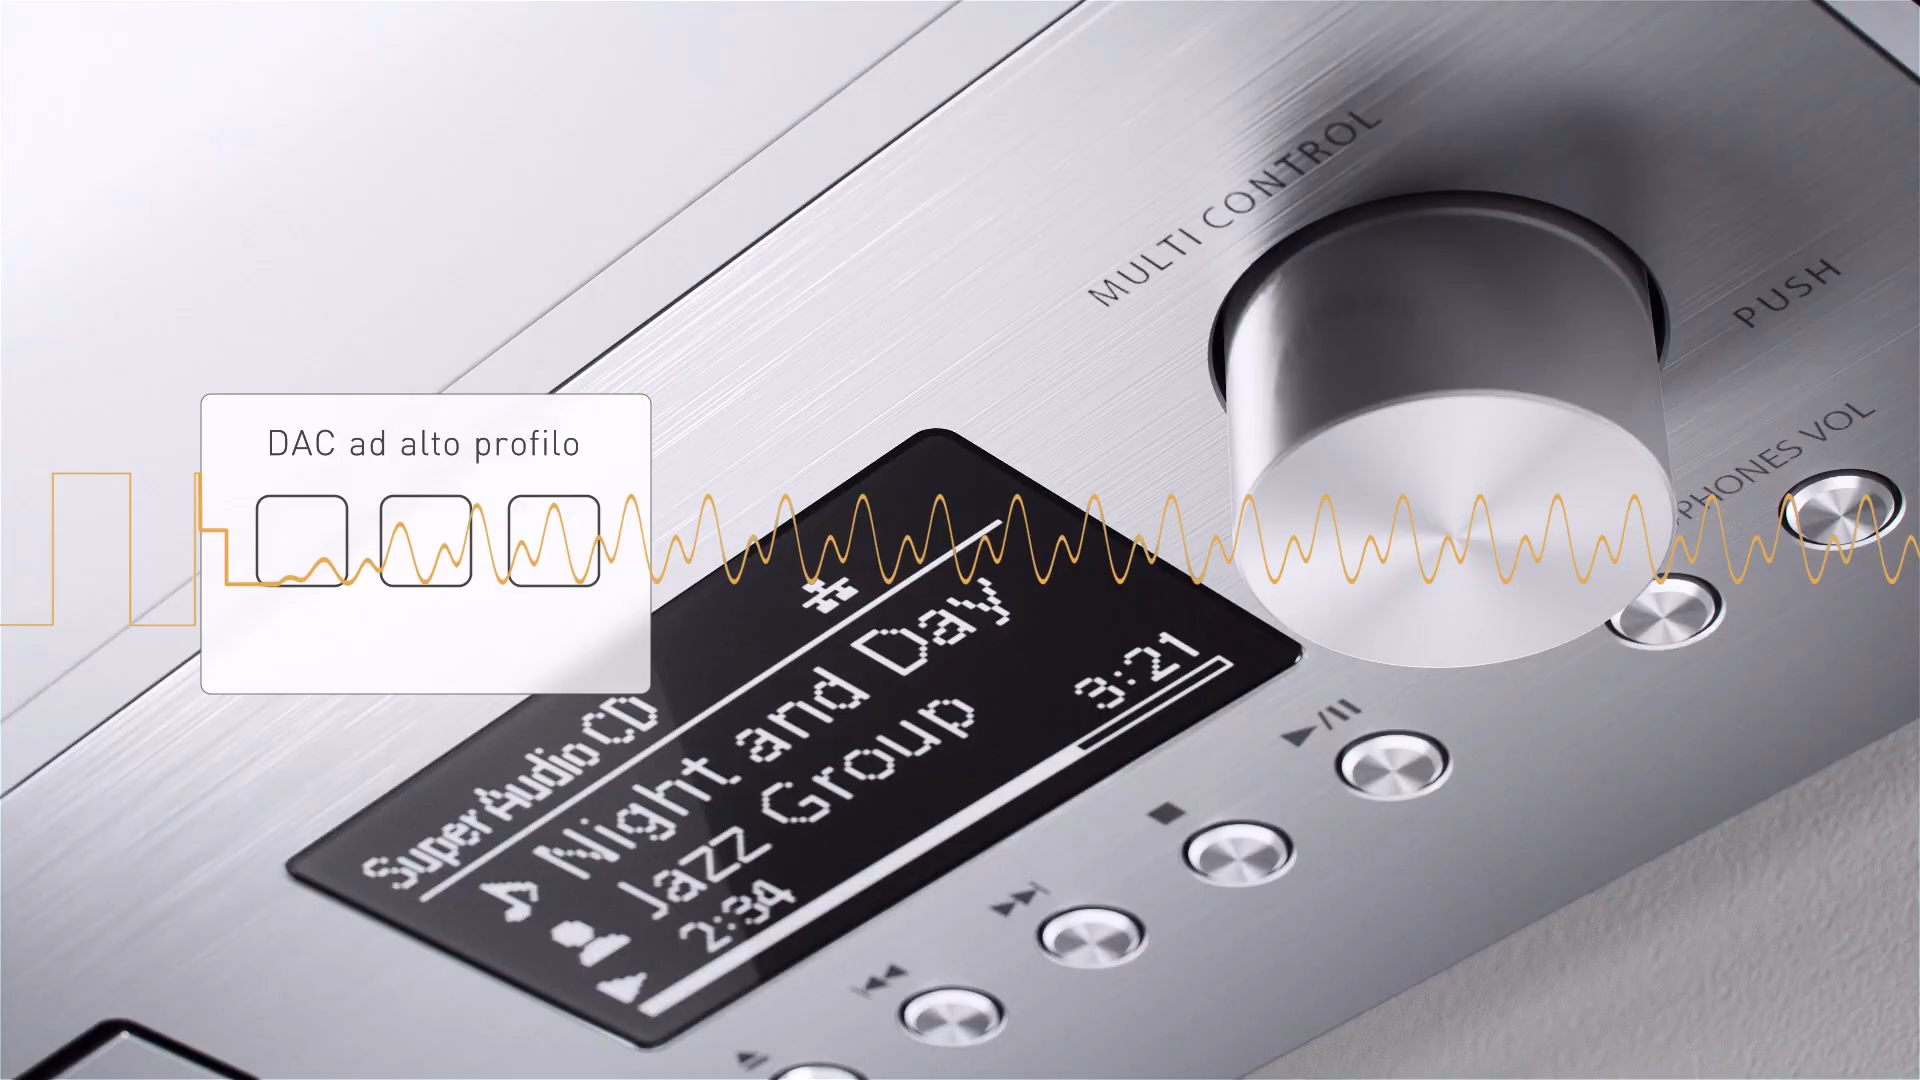 MULTI CONTROL
PUSH
PHONES VOL
DAC ad alto profilo
Super Audio CD
Night and Day
Jazz Group
2:34
3:21